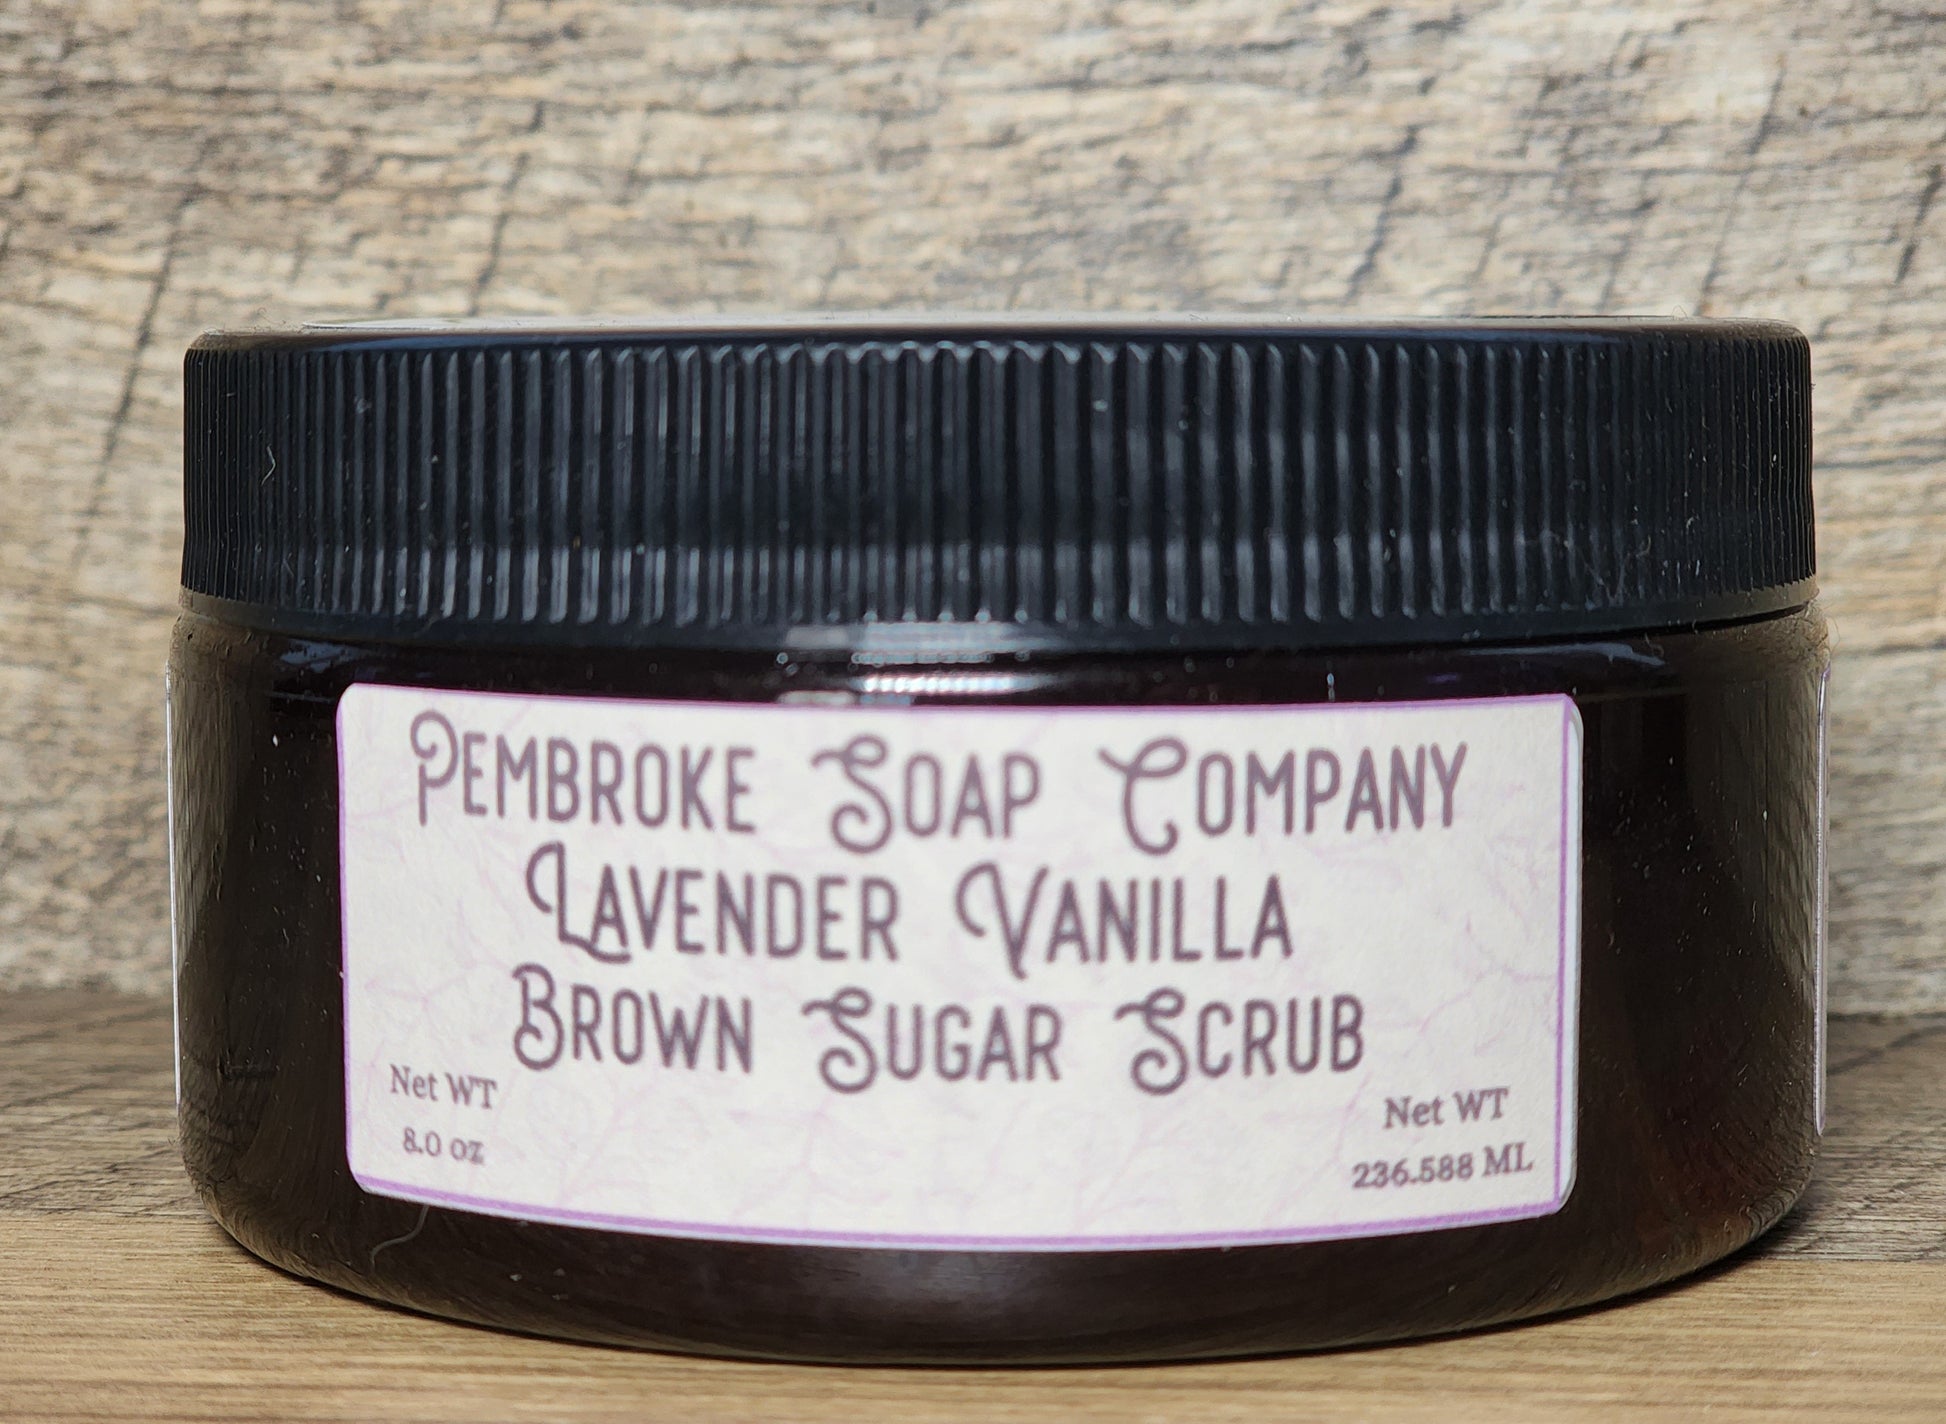 Pembroke Soap Company
Lavender Vanilla
Brown Sugar Scrub
Net WT
8.0 oz
Net WT
236.588 ML